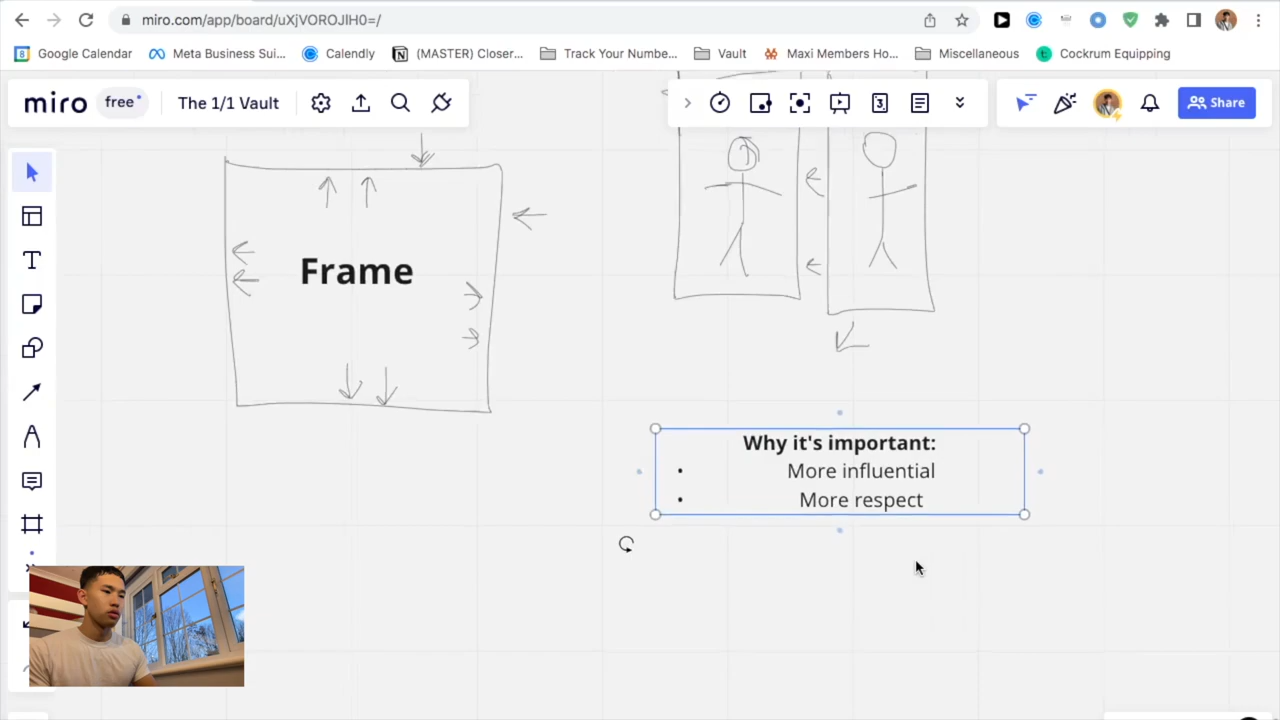 miro.com/app/board/uXjVOROJIH0=/
Google Calendar
Meta Business Sui...
Calendly
(MASTER) Closer...
Track Your Numbe...
Vault
Maxi Members Ho...
Miscellaneous
Cockrum Equipping
miro
free
The 1/1 Vault
Share
Frame
Why it's important:
• More influential
• More respect